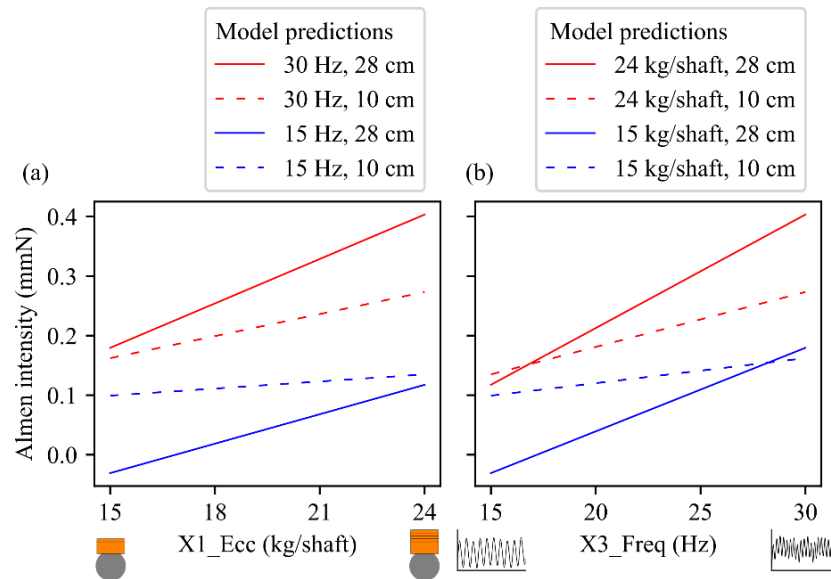 Model predictions
30 Hz, 28 cm
30 Hz, 10 cm
15 Hz, 28 cm
15 Hz, 10 cm
Model predictions
24 kg/shaft, 28 cm
24 kg/shaft, 10 cm
15 kg/shaft, 28 cm
15 kg/shaft, 10 cm
(a)
(b)
Almen intensity (mmN)
0.4
0.3
0.2
0.1
0.0
15
18
21
24
X1_Ecc (kg/shaft)
15
20
25
30
X3_Freq (Hz)